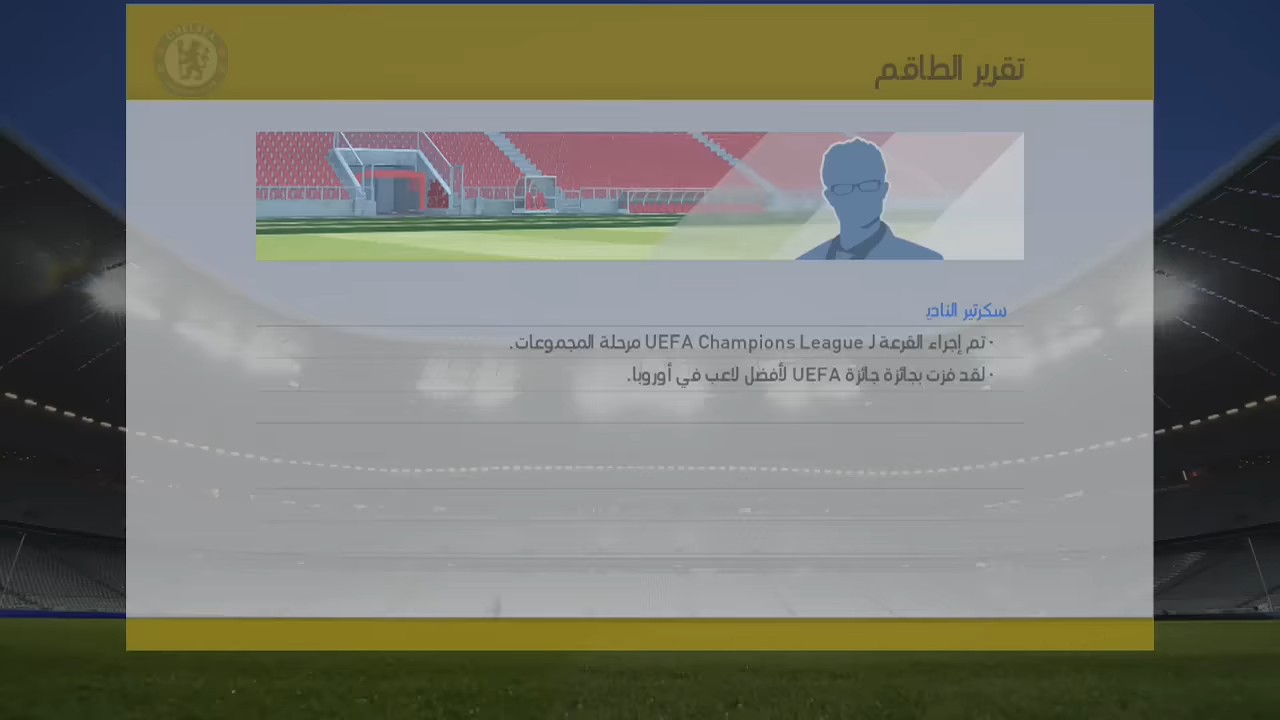 CHELSEA
تقرير الطاقم
سكرتير النادي
· تم إجراء القرعة لـ UEFA Champions League مرحلة المجموعات.
· لقد فزت بجائزة جائزة UEFA لأفضل لاعب في أوروبا.